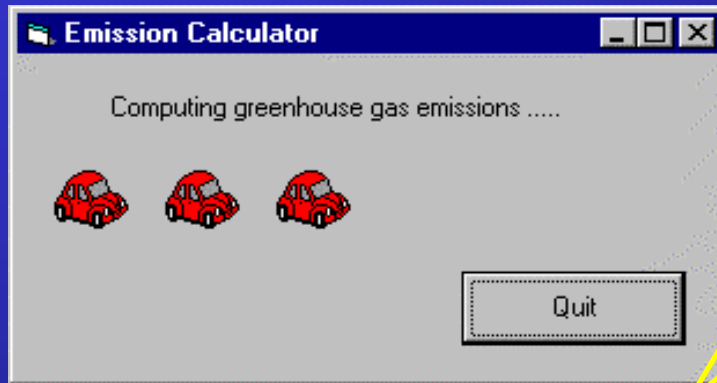 Emission Calculator
Computing greenhouse gas emissions .....
Quit